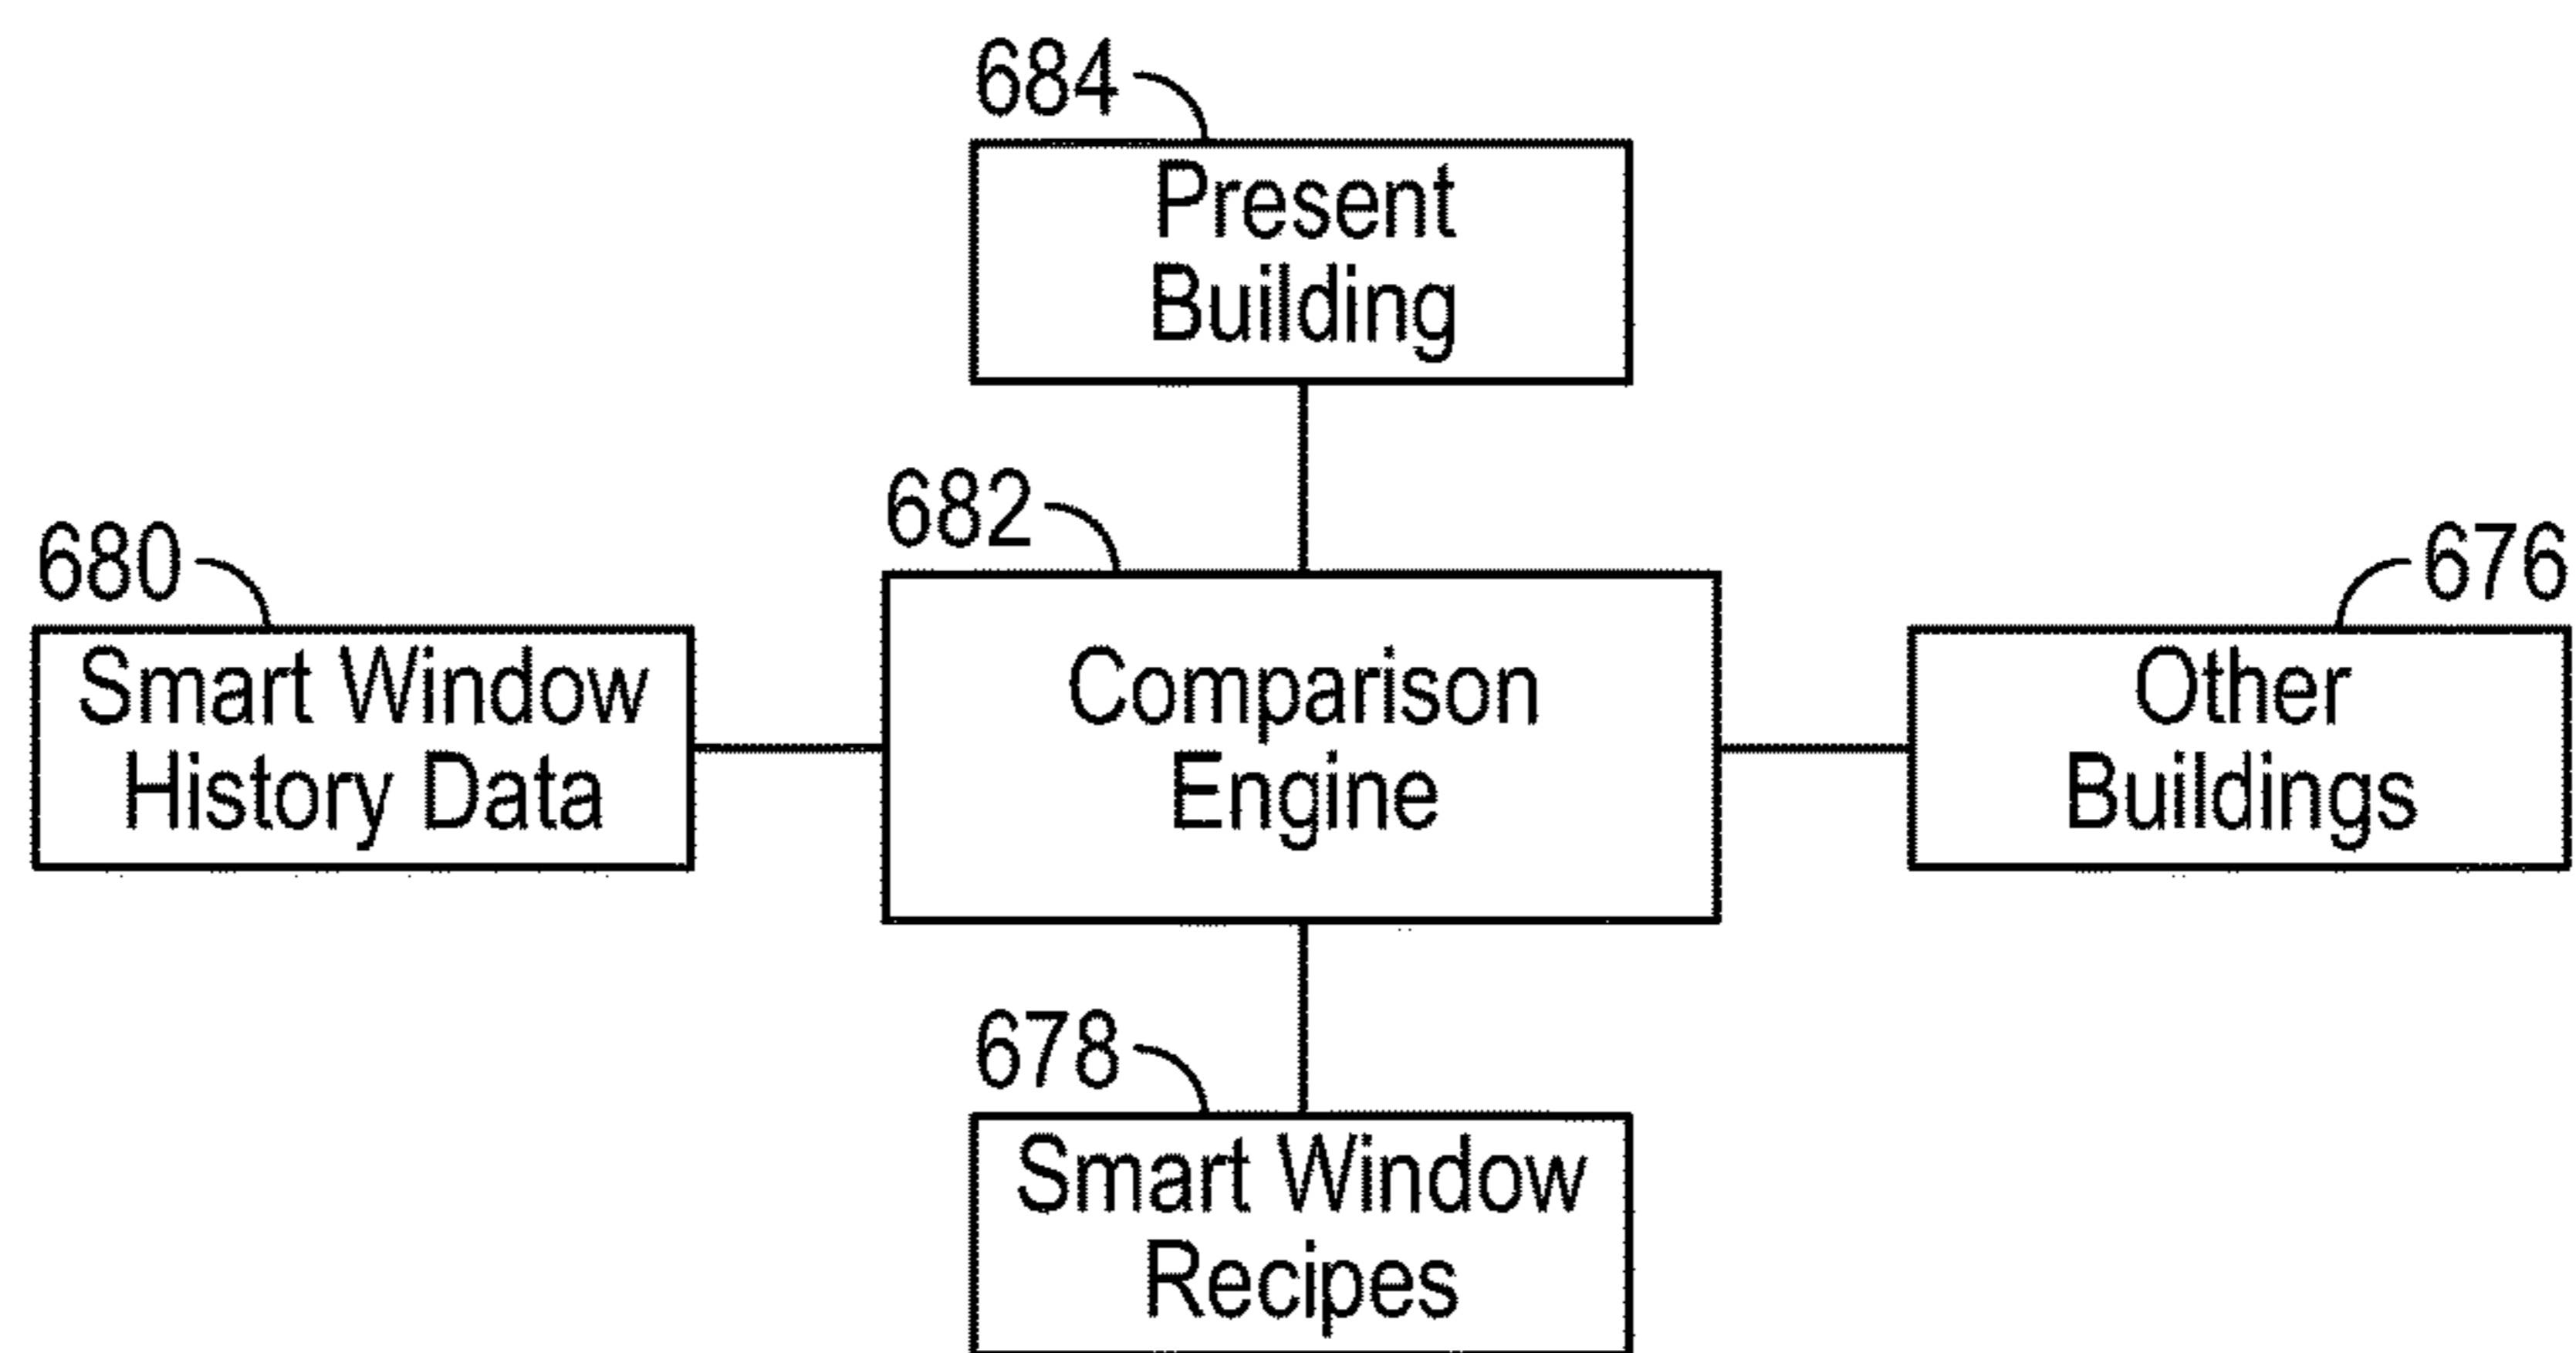 684
Present
Building
682
680
676
Smart Window
History Data
Comparison
Engine
Other
Buildings
678
Smart Window
Recipes